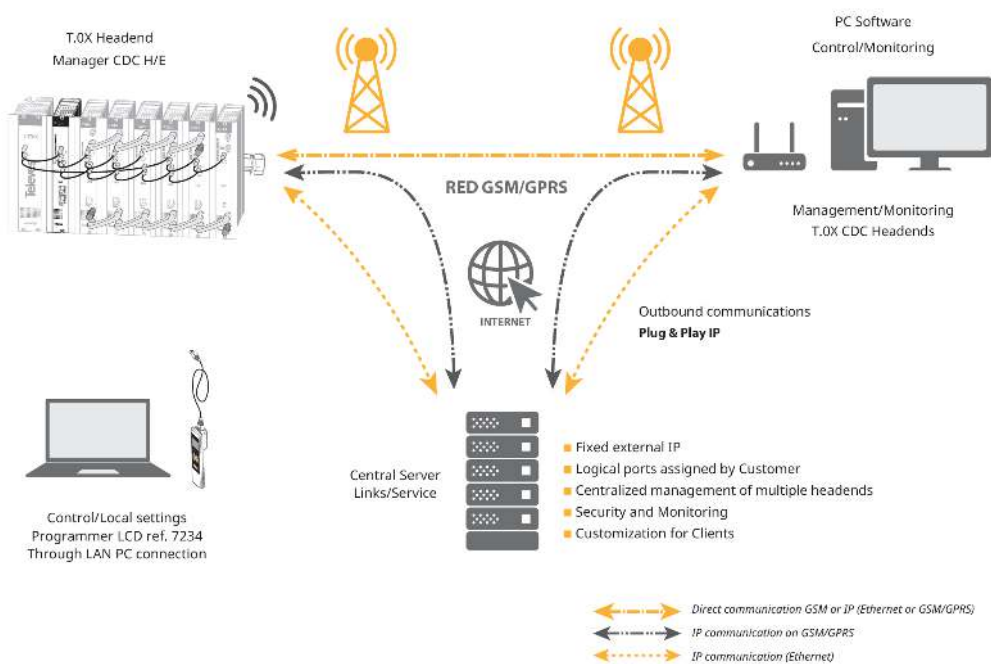 T.0X Headend
Manager CDC H/E
PC Software
Control/Monitoring
Televes
RED GSM/GPRS
Management/Monitoring
T.0X CDC Headends
INTERNET
Outbound communications
Plug & Play IP
Central Server
Links/Service
Fixed external IP
Logical ports assigned by Customer
Centralized management of multiple headends
Security and Monitoring
Customization for Clients
Control/Local settings
Programmer LCD ref. 7234
Through LAN PC connection
Direct communication GSM or IP (Ethernet or GSM/GPRS)
IP communication on GSM/GPRS
IP communication (Ethernet)